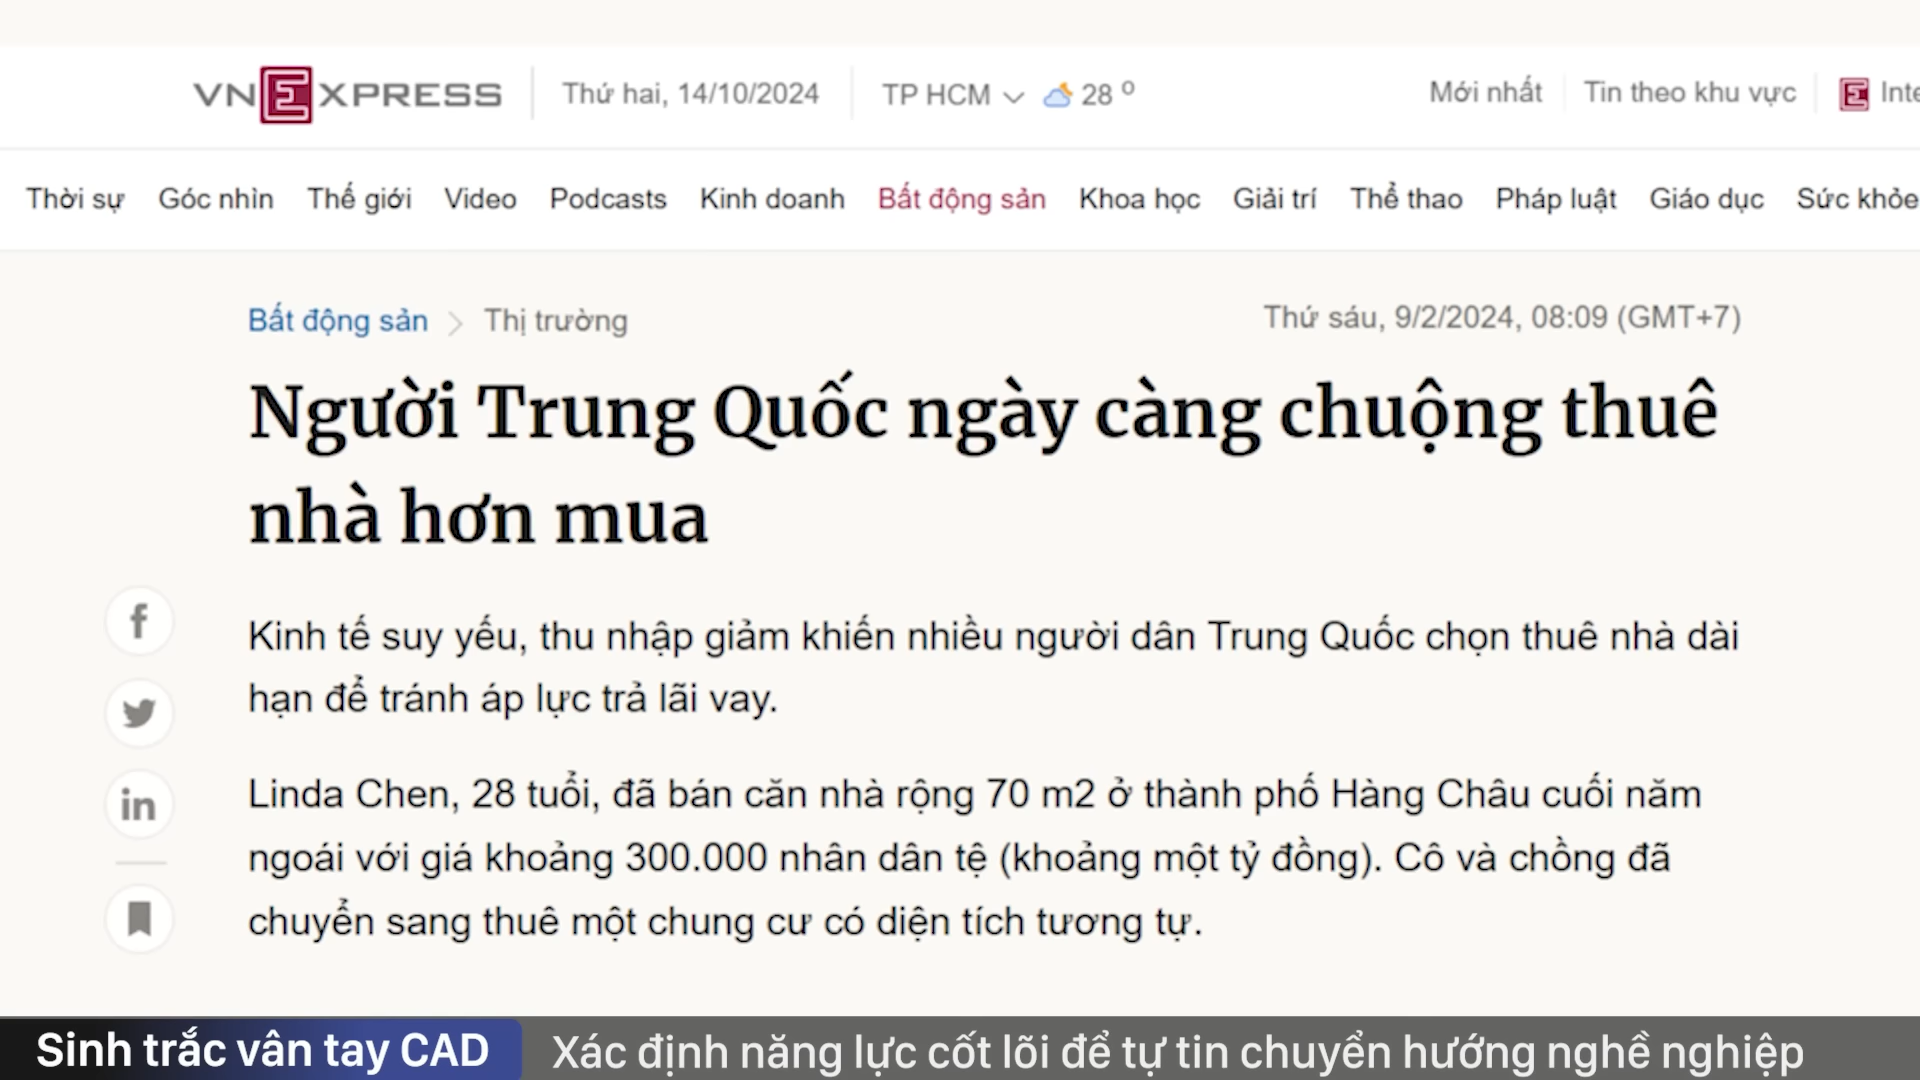 VNEXPRESS Thứ hai, 14/10/2024 TP HCM 28° Mới nhất Tin theo khu vực E Inte
Thời sự Góc nhìn Thế giới Video Podcasts Kinh doanh Bất động sản Khoa học Giải trí Thể thao Pháp luật Giáo dục Sức khỏe
Bất động sản > Thị trường Thứ sáu, 9/2/2024, 08:09 (GMT+7)
Người Trung Quốc ngày càng chuộng thuê
nhà hơn mua
Kinh tế suy yếu, thu nhập giảm khiến nhiều người dân Trung Quốc chọn thuê nhà dài
hạn để tránh áp lực trả lãi vay.
Linda Chen, 28 tuổi, đã bán căn nhà rộng 70 m2 ở thành phố Hàng Châu cuối năm
ngoái với giá khoảng 300.000 nhân dân tệ (khoảng một tỷ đồng). Cô và chồng đã
chuyển sang thuê một chung cư có diện tích tương tự.
Sinh trắc vân tay CAD Xác định năng lực cốt lõi để tự tin chuyển hướng nghề nghiệp